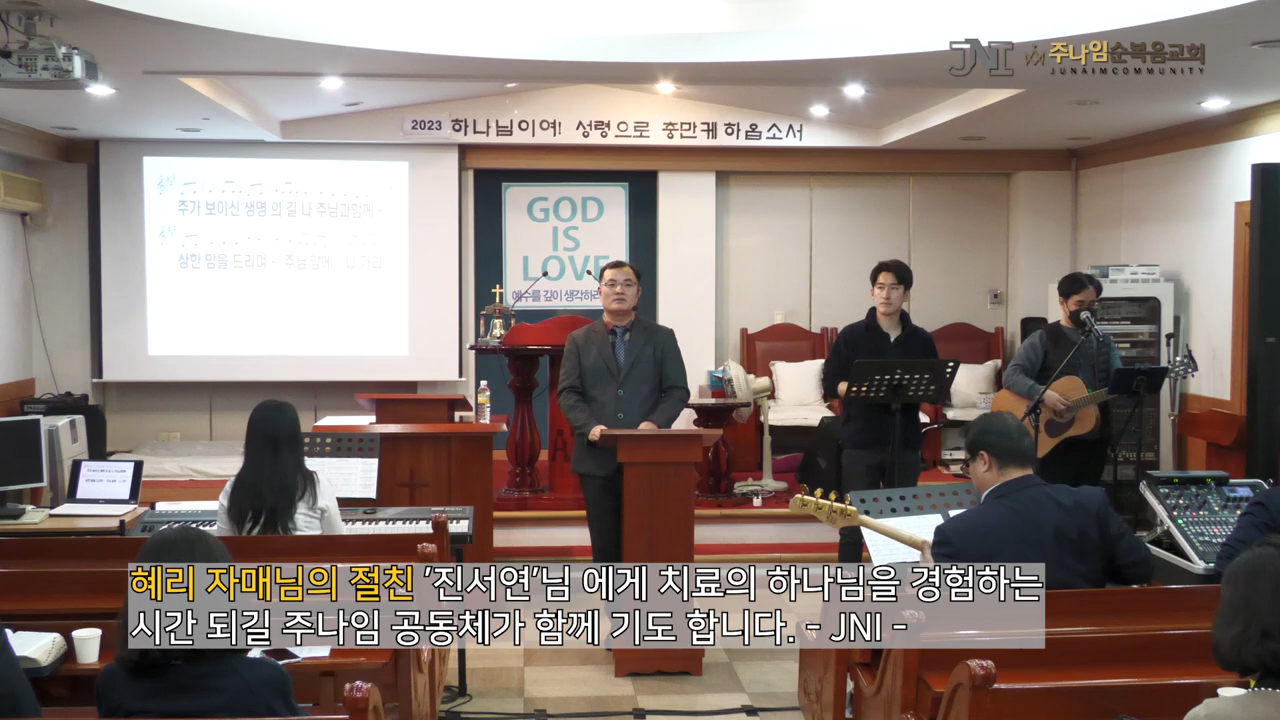 JNI 주나임순복음교회
JUNAIMCOMMUNITY
2023 하나님이여! 성령으로 충만케하옵소서
주가 보이신 생명 의 길 나 주님과함께 -
상한 맘을 드리며 - 주님 앞에 나가리
GOD
IS
LOVE
예수를 깊이 생각하
혜리 자매님의 절친 '진서연'님 에게 치료의 하나님을 경험하는
시간 되길 주나임 공동체가 함께 기도 합니다. - JNI -